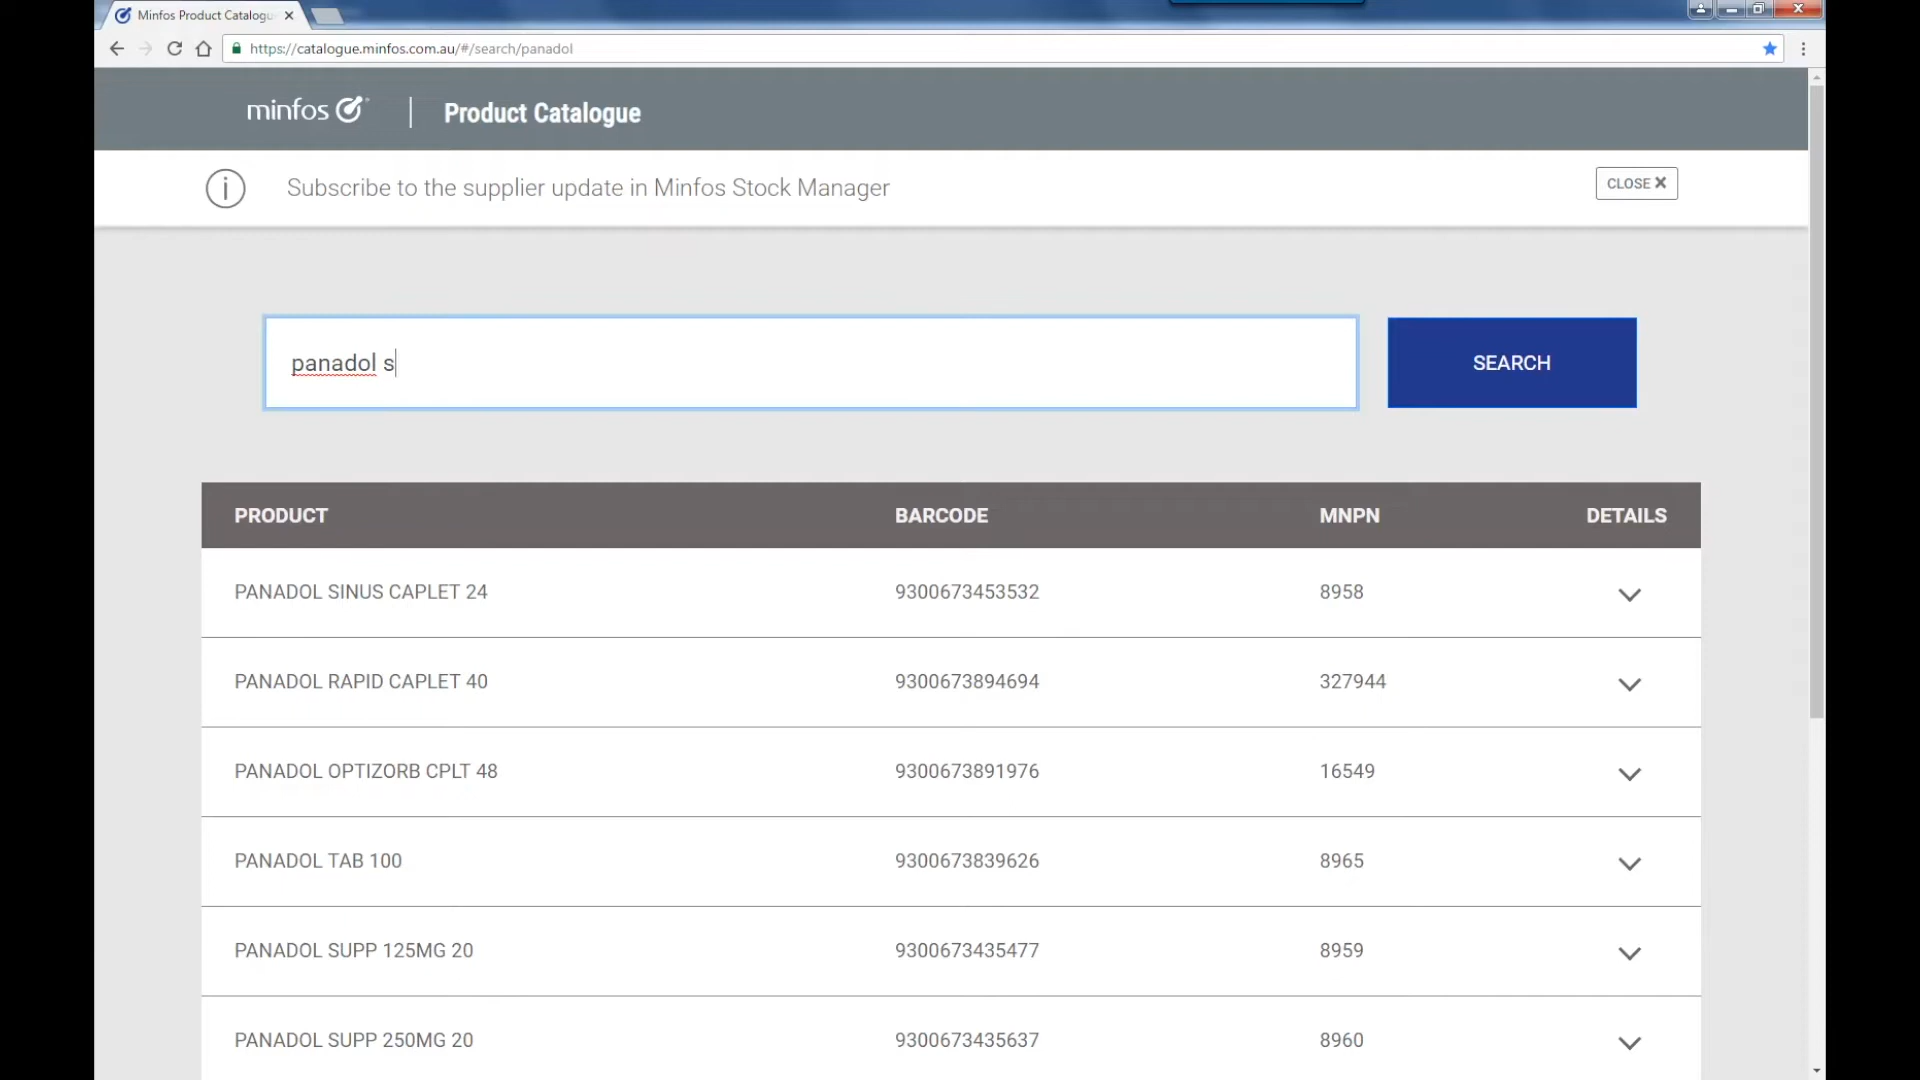 Minfos Product Catalogu
https://catalogue.minfos.com.au/#/search/panadol
minfos | Product Catalogue
Subscribe to the supplier update in Minfos Stock Manager
CLOSE ✕
panadol s
SEARCH
PRODUCT BARCODE MNPN DETAILS
PANADOL SINUS CAPLET 24 9300673453532 8958
PANADOL RAPID CAPLET 40 9300673894694 327944
PANADOL OPTIZORB CPLT 48 9300673891976 16549
PANADOL TAB 100 9300673839626 8965
PANADOL SUPP 125MG 20 9300673435477 8959
PANADOL SUPP 250MG 20 9300673435637 8960